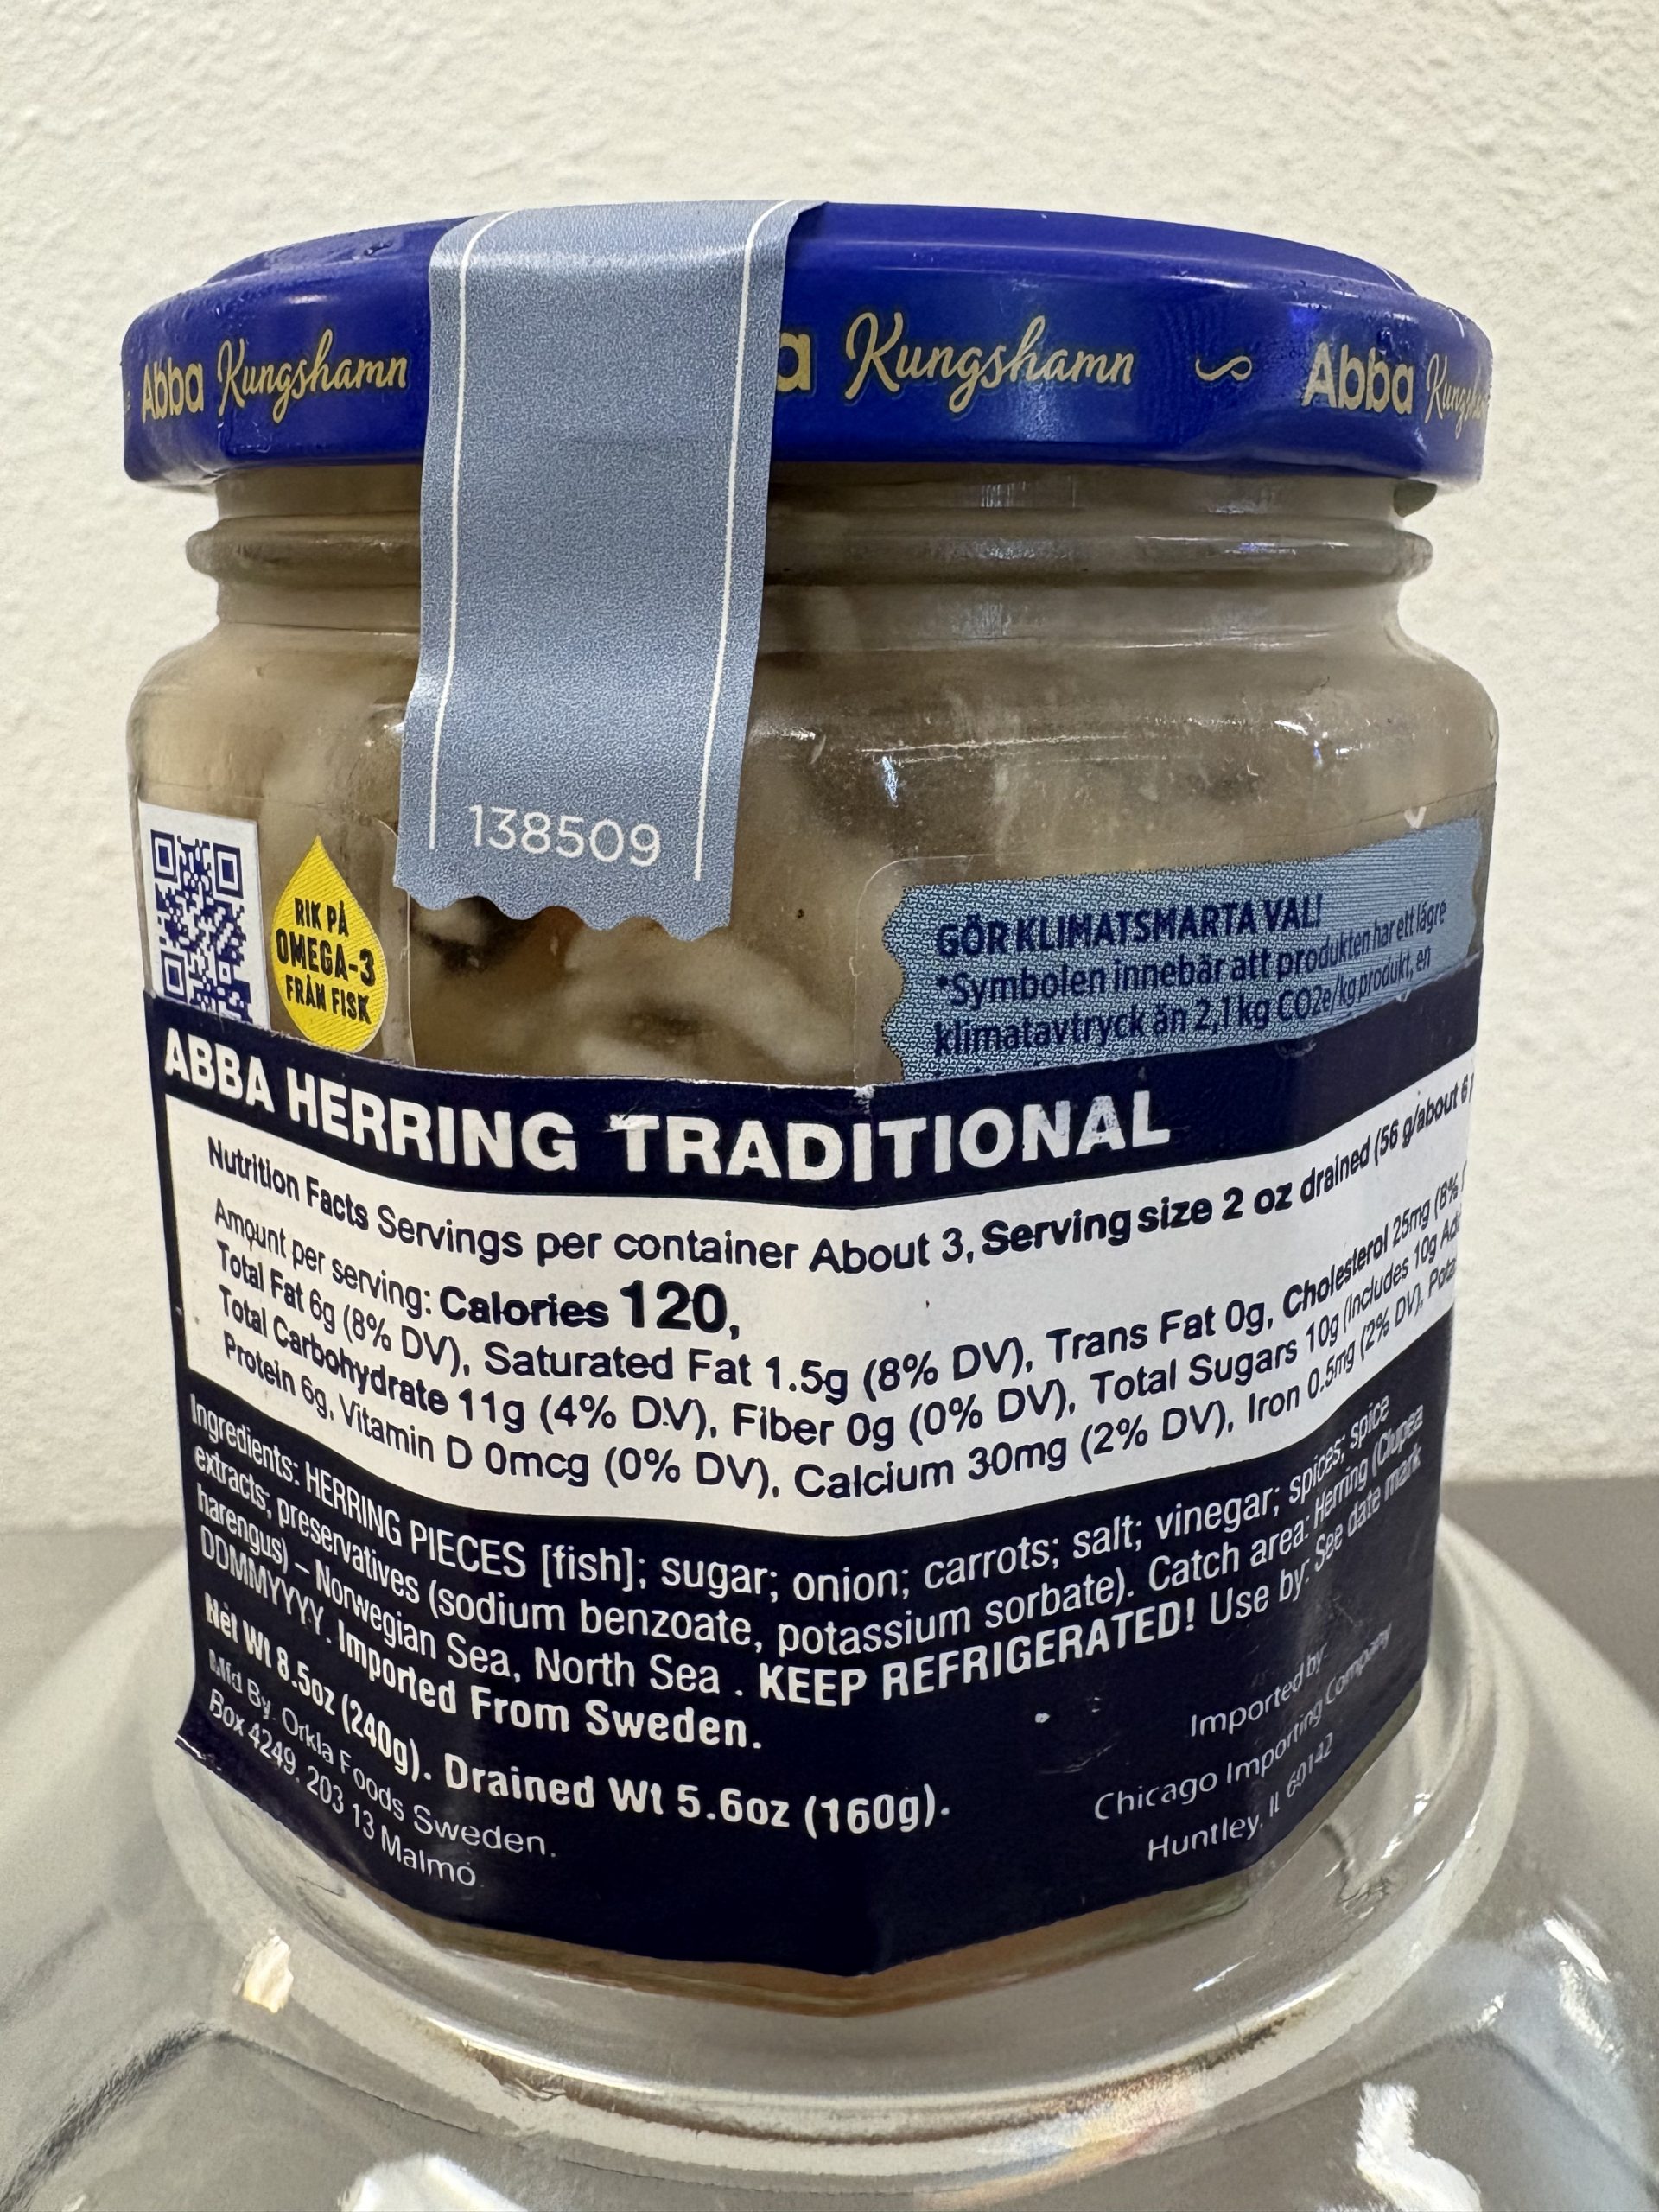 Abba Kungshamn
a Kungshamn
Abba
138509
RIK PÅ
OMEGA-3
FRÅN FISK
GÖR KLIMATSMARTA VAL!
*Symbolen innebär att produkten har ett lägre
klimatavtryck än 2,1 kg CO2e/kg produkt, en
ABBA HERRING TRADITIONAL
Nutrition Facts Servings per container About 3, Serving size 2 oz drained (56 g/about 6
Amount per serving: Calories 120,
Total Fat 6g (8% DV), Saturated Fat 1.5g (8% DV), Trans Fat 0g, Cholesterol 25mg (8%
Total Carbohydrate 11g (4% DV), Fiber 0g (0% DV), Total Sugars 10g (Includes 10g
Protein 6g, Vitamin D 0mcg (0% DV), Calcium 30mg (2% DV), Iron 0.5mg (2% DV),
Ingredients: HERRING PIECES [fish]; sugar; onion; carrots; salt; vinegar; spices; spice
extracts; preservatives (sodium benzoate, potassium sorbate). Catch area: Herring (Clupea
harengus) – Norwegian Sea, North Sea . KEEP REFRIGERATED! Use by: See date mark
DDMMYYYY. Imported From Sweden.
Net Wt 8.5oz (240g). Drained Wt 5.6oz (160g).
Mfd By. Orkla Foods Sweden.
Box 4249, 203 13 Malmö
Imported by:
Chicago Importing Company
Huntley, IL 60142